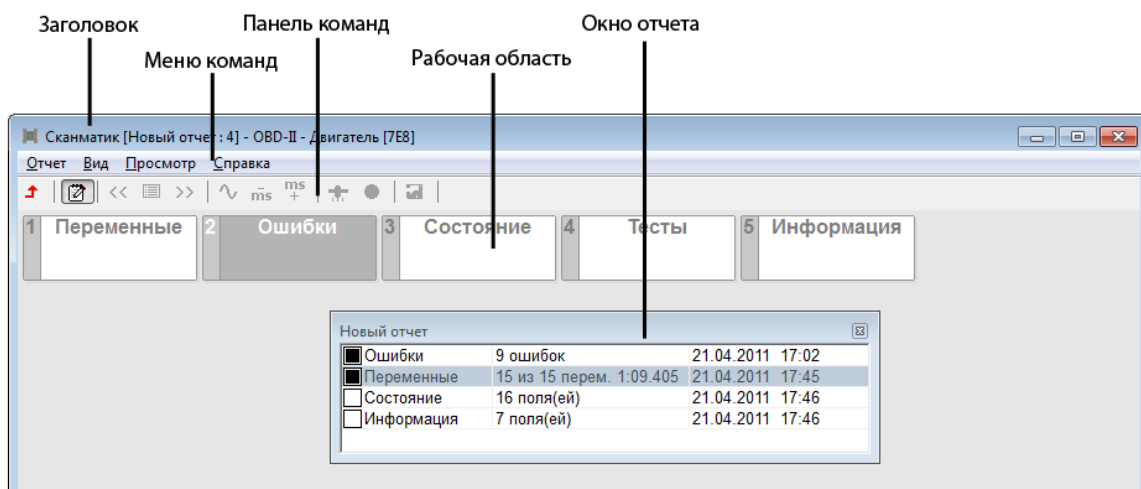 Заголовок Панель команд Окно отчета
Меню команд Рабочая область
Сканматик [Новый отчет : 4] - OBD-II - Двигатель [7E8]
Отчет Вид Просмотр Справка
<< >> ms ms +
1 Переменные 2 Ошибки 3 Состояние 4 Тесты 5 Информация
Новый отчет
Ошибки 9 ошибок 21.04.2011 17:02
Переменные 15 из 15 перем. 1:09.405 21.04.2011 17:45
Состояние 16 поля(ей) 21.04.2011 17:46
Информация 7 поля(ей) 21.04.2011 17:46